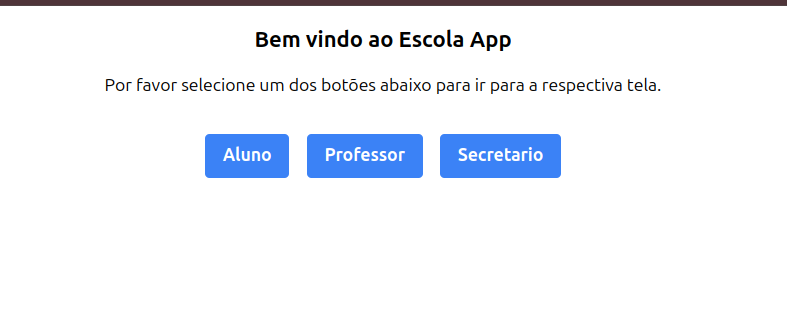 Bem vindo ao Escola App
Por favor selecione um dos botões abaixo para ir para a respectiva tela.
Aluno Professor Secretario